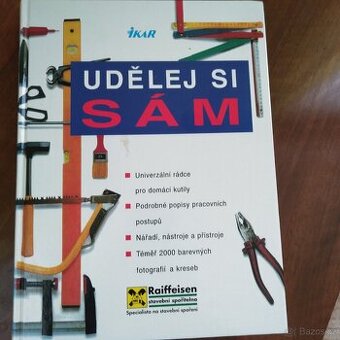 IKAR
UDĚLEJ SI
SÁM
Univerzální rádce
pro domácí kutily
Podrobné popisy pracovních
postupů
Nářadí, nástroje a přístroje
Téměř 2000 barevných
fotografií a kreseb
Raiffeisen
stavební spořitelna
Specialista na stavební spoření